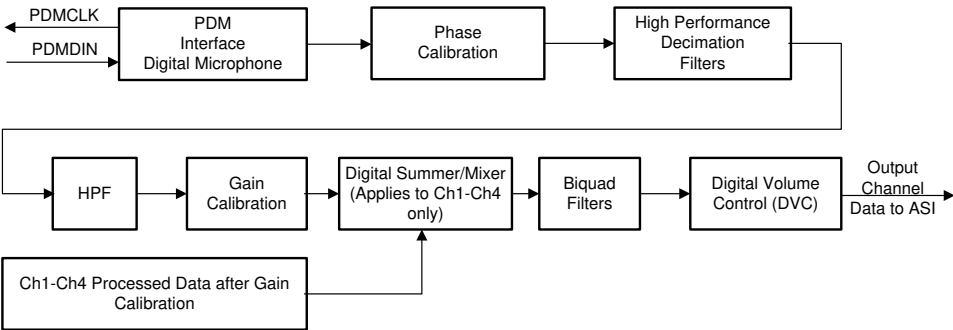 PDMCLK
PDMDIN
PDM
Interface
Digital Microphone
Phase
Calibration
High Performance
Decimation
Filters
HPF
Gain
Calibration
Digital Summer/Mixer
(Applies to Ch1-Ch4
only)
Biquad
Filters
Digital Volume
Control (DVC)
Output
Channel
Data to ASI
Ch1-Ch4 Processed Data after Gain
Calibration